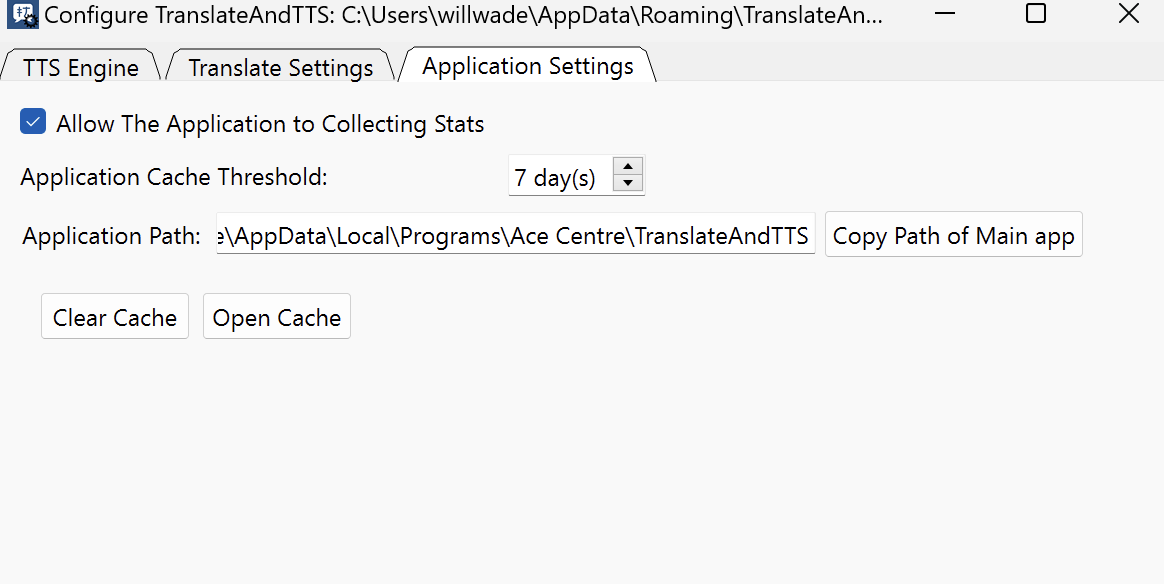 Configure TranslateAndTTS: C:\Users\willwade\AppData\Roaming\TranslateAn...
TTS Engine Translate Settings Application Settings
Allow The Application to Collecting Stats
Application Cache Threshold: 7 day(s)
Application Path: e\AppData\Local\Programs\Ace Centre\TranslateAndTTS Copy Path of Main app
Clear Cache Open Cache